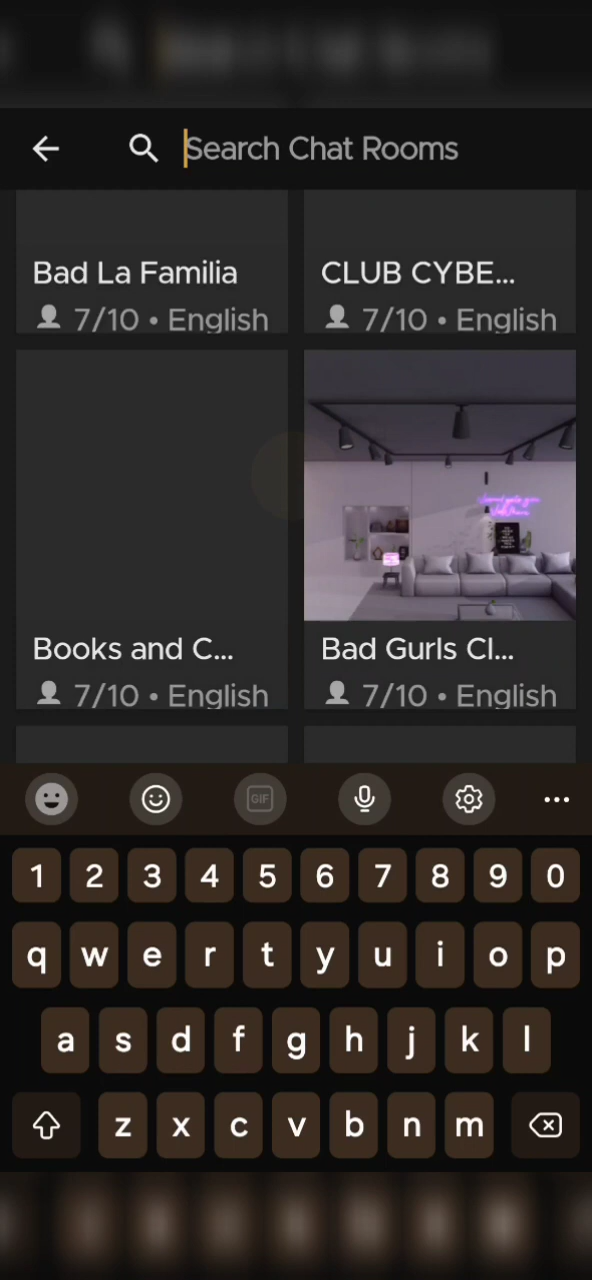 Search Chat Rooms
Bad La Familia
7/10 • English
CLUB CYBE...
7/10 • English
Books and C...
7/10 • English
Bad Gurls Cl...
7/10 • English
GIF
1 2 3 4 5 6 7 8 9 0
q w e r t y u i o p
a s d f g h j k l
z x c v b n m